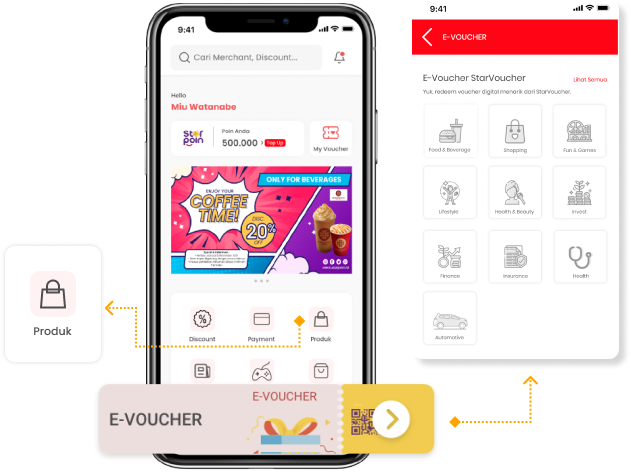 9:41
Cari Merchant, Discount...
Hello
Miu Watanabe
Star
poin
Poin Anda
500.000 > Top Up
My Voucher
ONLY FOR BEVERAGES
ENJOY YOUR
COFFEE
TIME!
DISC
20%
OFF
Discount
Payment
Produk
Produk
E-VOUCHER
E-VOUCHER
9:41
E-VOUCHER
E-Voucher StarVoucher
Lihat Semua
Yuk, redeem voucher digital menarik dari StarVoucher.
Food & Beverage
Shopping
Fun & Games
Lifestyle
Health & Beauty
Invest
Finance
Insurance
Health
Automotive